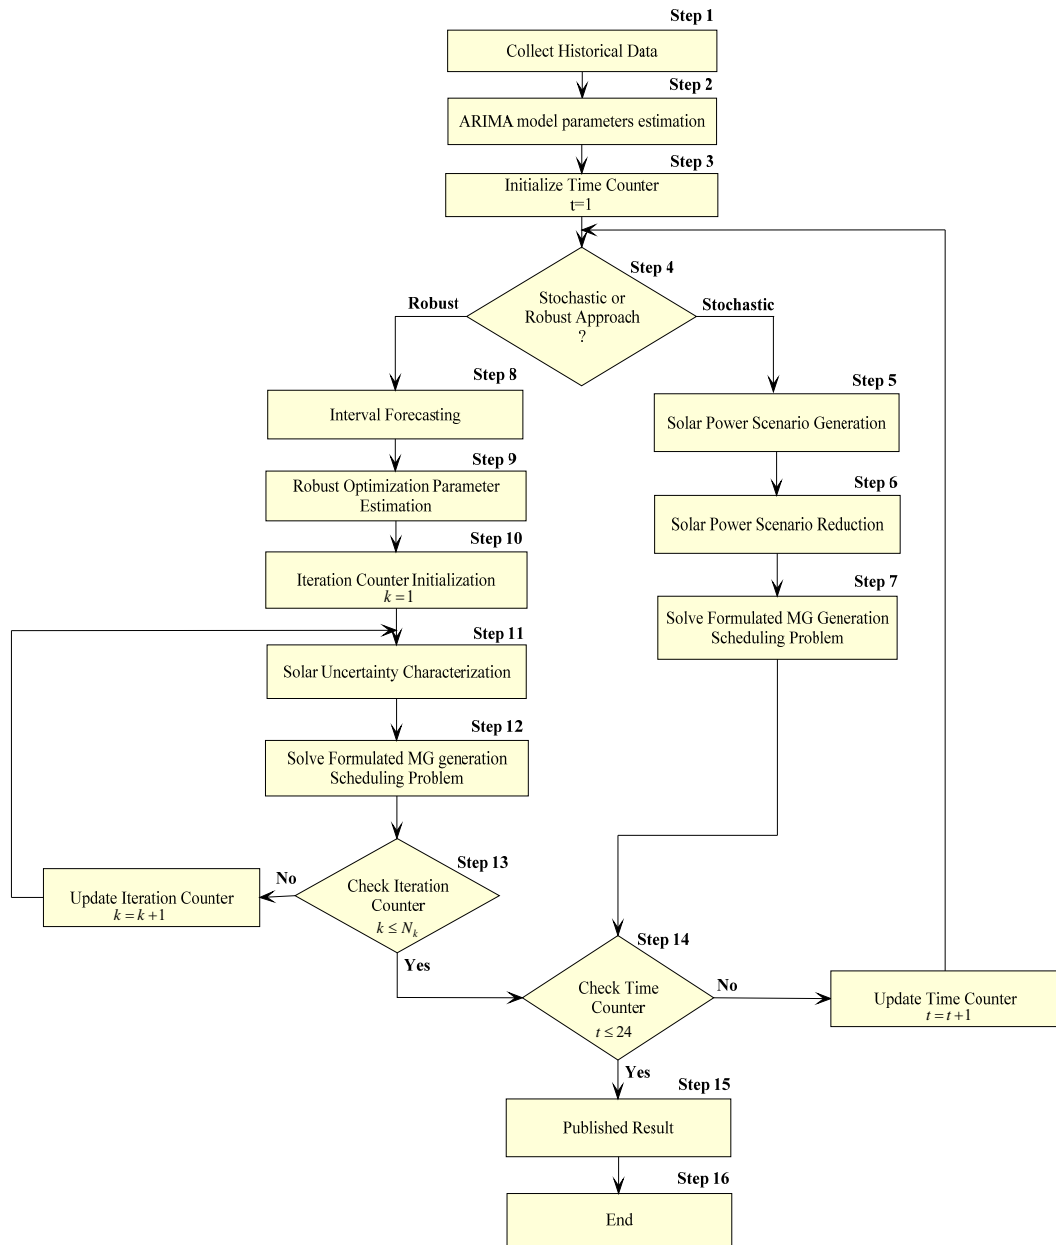 Step 1
Collect Historical Data
Step 2
ARIMA model parameters estimation
Step 3
Initialize Time Counter
t=1
Step 4
Stochastic or
Robust Approach
?
Robust
Stochastic
Step 8
Interval Forecasting
Step 9
Robust Optimization Parameter
Estimation
Step 10
Iteration Counter Initialization
k = 1
Step 11
Solar Uncertainty Characterization
Step 12
Solve Formulated MG generation
Scheduling Problem
Step 13
Check Iteration
Counter
k ≤ N_k
No
Update Iteration Counter
k = k +1
Yes
Step 5
Solar Power Scenario Generation
Step 6
Solar Power Scenario Reduction
Step 7
Solve Formulated MG Generation
Scheduling Problem
Step 14
Check Time
Counter
t ≤ 24
No
Update Time Counter
t = t +1
Yes
Step 15
Published Result
Step 16
End